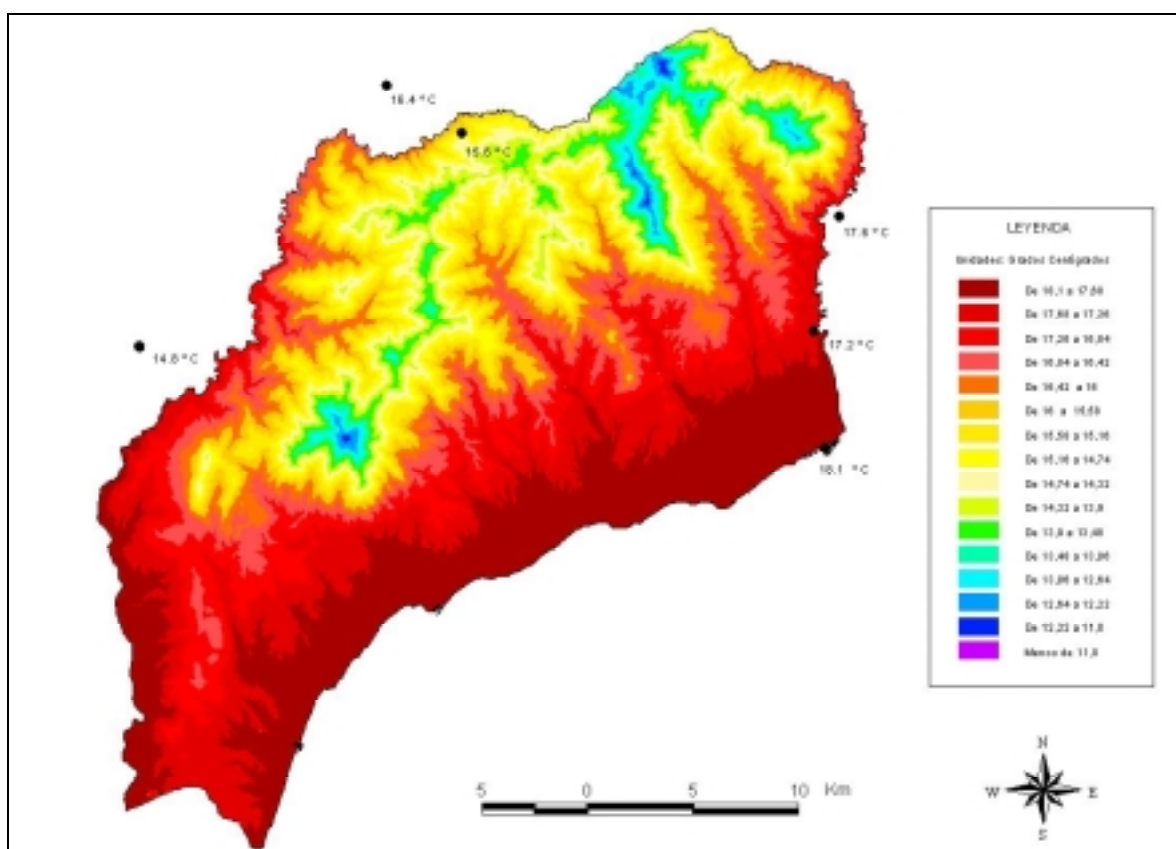 16.4 º C
15.6º C
17.6 º C
17.2º C
14.8 º C
18.1 º C
LEYENDA
Unidades: Grados Centígrados
De 18,1 a 17,68
De 17,68 a 17,26
De 17,26 a 16,84
De 16,84 a 16,42
De 16,42 a 16
De 16 a 15,58
De 15,58 a 15,16
De 15,16 a 14,74
De 14,74 a 14,32
De 14,32 a 13,9
De 13,9 a 13,48
De 13,48 a 13,06
De 13,06 a 12,64
De 12,64 a 12,22
De 12,22 a 11,8
Menos de 11,8
N
W E
S
5 0 5 10 Km